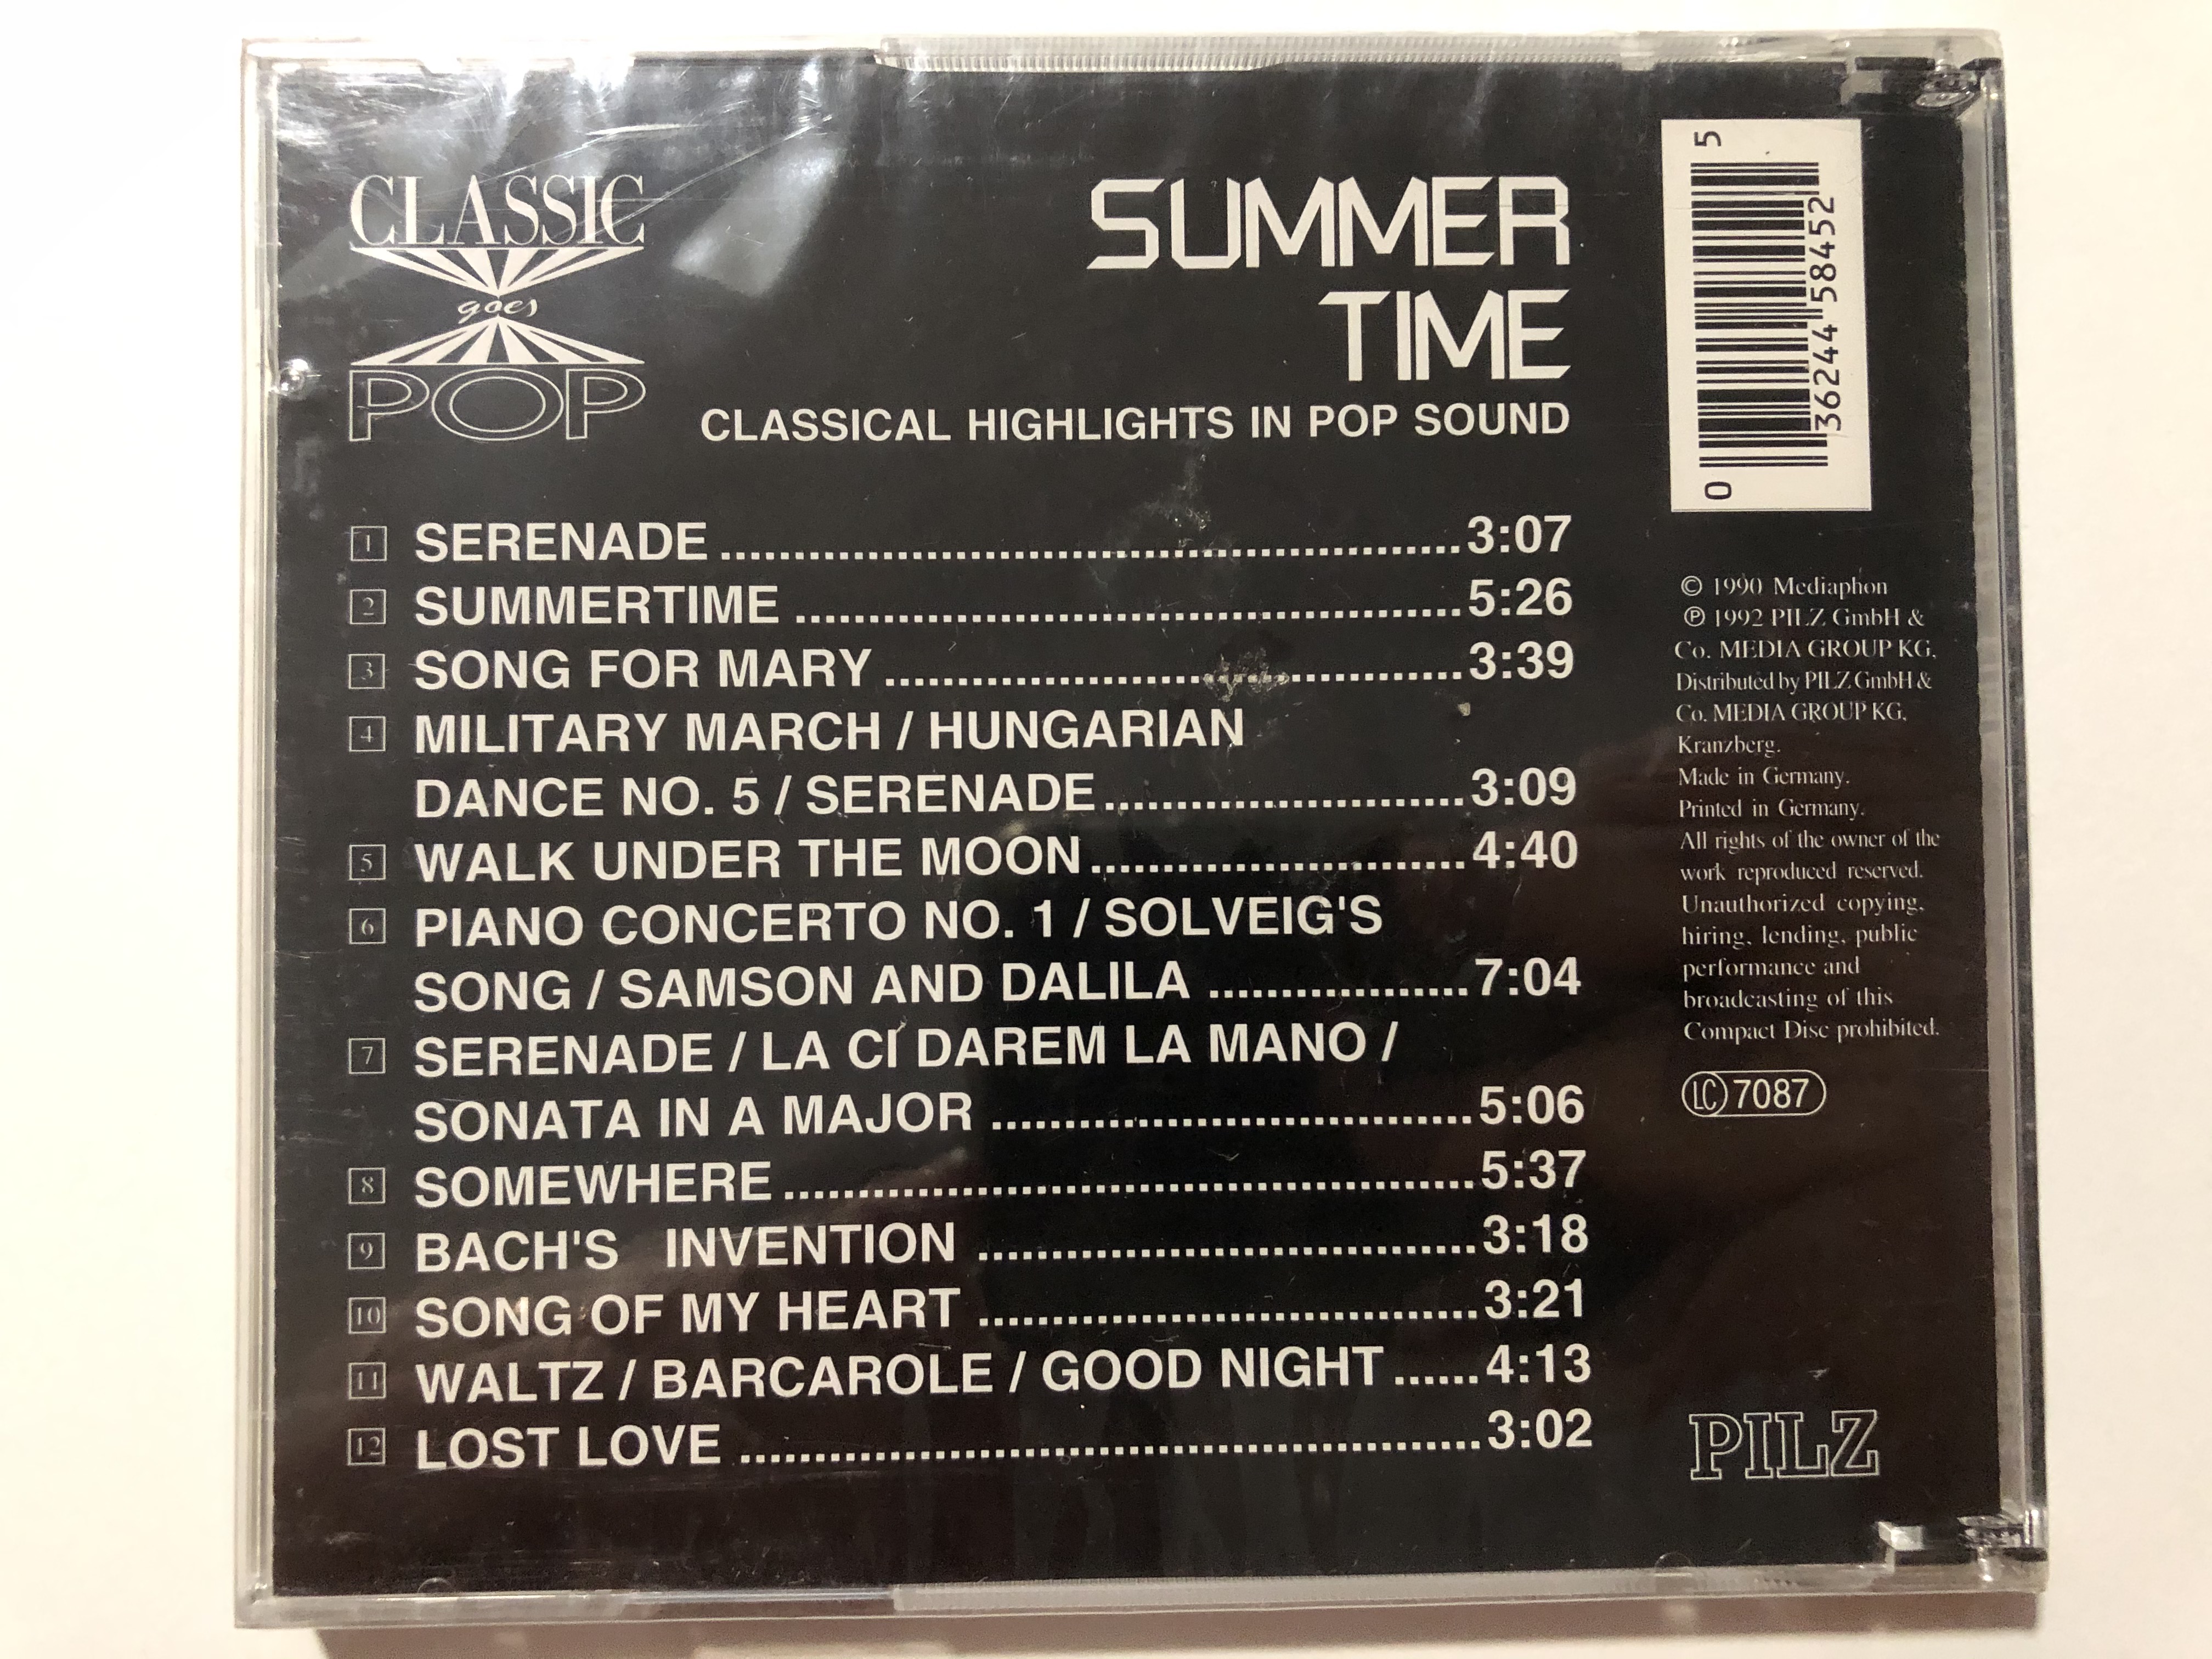 CLASSIC
goes
POP
SUMMER
TIME
CLASSICAL HIGHLIGHTS IN POP SOUND
1 SERENADE ................ 3:07
2 SUMMERTIME ................ 5:26
3 SONG FOR MARY ................ 3:39
4 MILITARY MARCH / HUNGARIAN
DANCE NO. 5 / SERENADE ................ 3:09
5 WALK UNDER THE MOON ................ 4:40
6 PIANO CONCERTO NO. 1 / SOLVEIG'S
SONG / SAMSON AND DALILA ................ 7:04
7 SERENADE / LA CI DAREM LA MANO /
SONATA IN A MAJOR ................ 5:06
8 SOMEWHERE ................ 5:37
9 BACH'S INVENTION ................ 3:18
10 SONG OF MY HEART ................ 3:21
11 WALTZ / BARCAROLE / GOOD NIGHT ...... 4:13
12 LOST LOVE ................ 3:02
0 36244 58452 5
© 1990 Mediaphon
℗ 1992 PILZ GmbH &
Co. MEDIA GROUP KG,
Distributed by PILZ GmbH &
Co. MEDIA GROUP KG,
Kranzberg.
Made in Germany.
Printed in Germany.
All rights of the owner of the
work reproduced reserved.
Unauthorized copying,
hiring, lending, public
performance and
broadcasting of this
Compact Disc prohibited.
LC 7087
PILZ